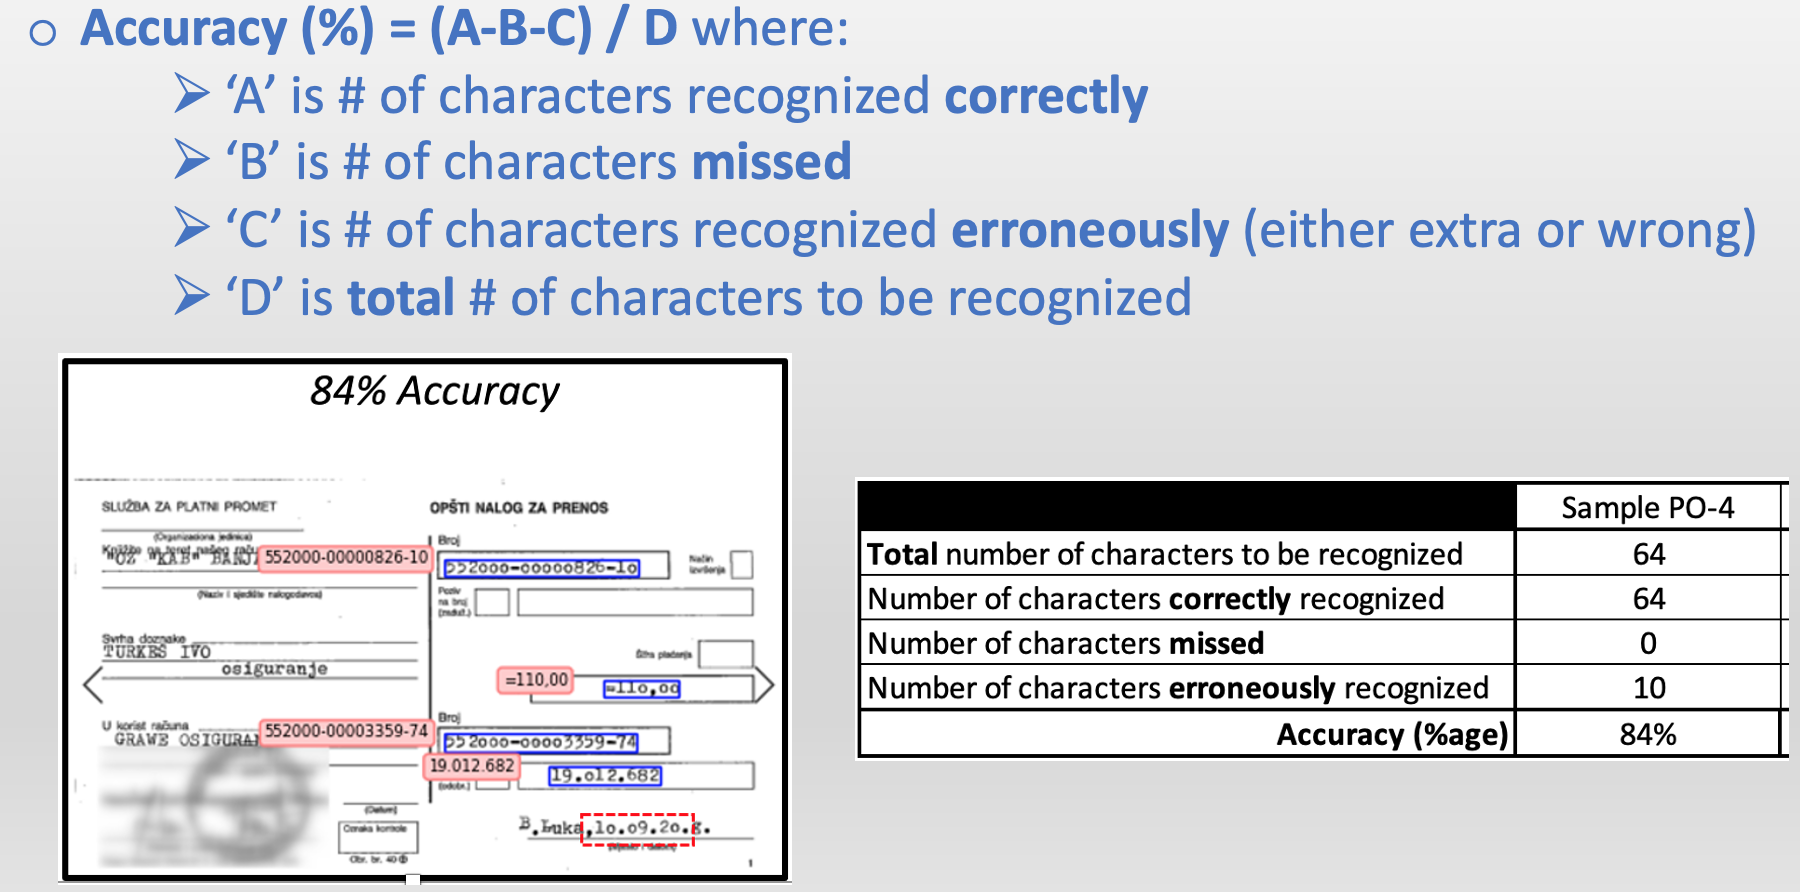 o Accuracy (%) = (A-B-C) / D where:
➢ ‘A’ is # of characters recognized correctly
➢ ‘B’ is # of characters missed
➢ ‘C’ is # of characters recognized erroneously (either extra or wrong)
➢ ‘D’ is total # of characters to be recognized
84% Accuracy
SLUŽBA ZA PLATNI PROMET
(Organizaciona jedinica)
Knjižite na teret našeg raču
"OZ "KAB" BANJ
552000-00000826-10
(Naziv i sjedište nalogodavca)
Svrha doznake
TURKEŠ IVO
osiguranje
U korist računa
GRAWE OSIGURA
552000-00003359-74
(Datum)
Oznaka kontrole
Obr. br. 40
OPŠTI NALOG ZA PRENOS
Broj
552000-00000826-10
Način
izvršenja
Poziv
na broj
(zaduž.)
Šifra plaćanja
=110,00
=110,00
Broj
552000-00003359-74
19.012.682
19.012.682
(odobr.)
B.Luka,10.09.20.g.
1
Sample PO-4
Total number of characters to be recognized 64
Number of characters correctly recognized 64
Number of characters missed 0
Number of characters erroneously recognized 10
Accuracy (%age) 84%